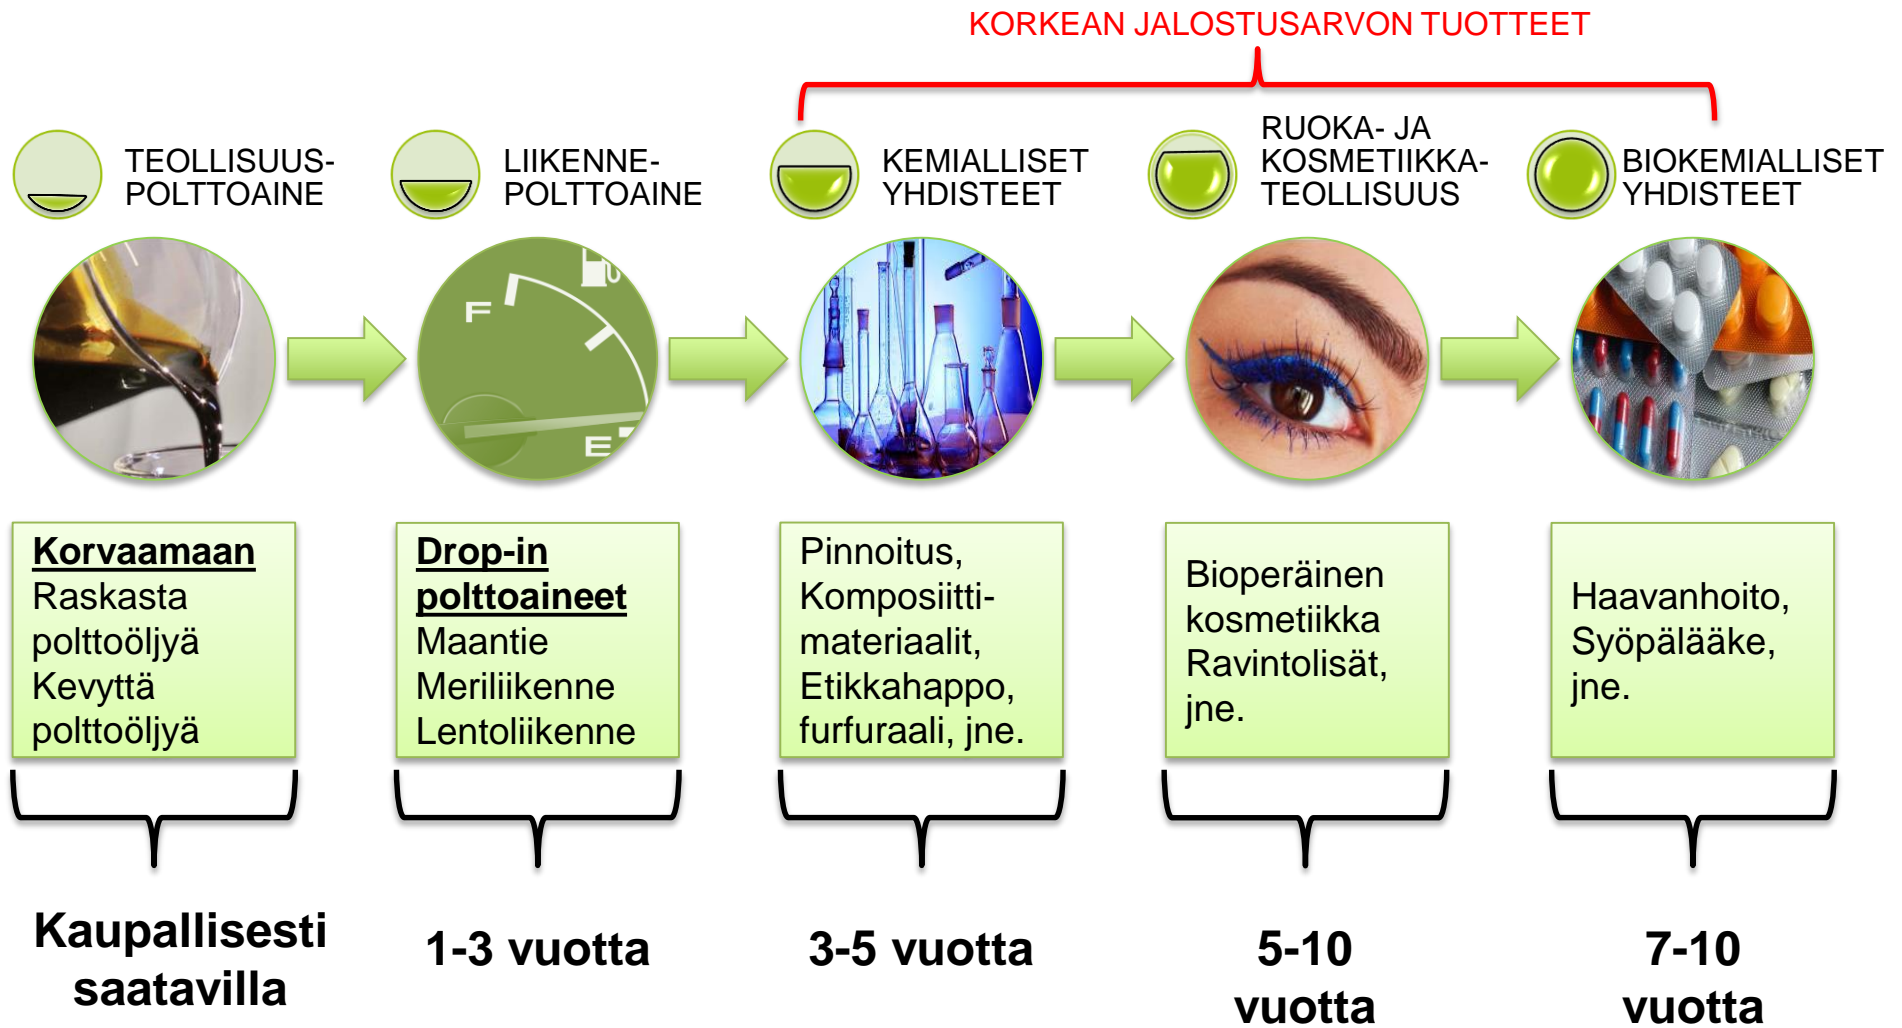 KORKEAN JALOSTUSARVON TUOTTEET
TEOLLISUUS-
POLTTOAINE
LIIKENNE-
POLTTOAINE
KEMIALLISET
YHDISTEET
RUOKA- JA
KOSMETIIKKA-
TEOLLISUUS
BIOKEMIALLISET
YHDISTEET
F
E
Korvaamaan
Raskasta
polttoöljyä
Kevyttä
polttoöljyä
Drop-in
polttoaineet
Maantie
Meriliikenne
Lentoliikenne
Pinnoitus,
Komposiitti-
materiaalit,
Etikkahappo,
furfuraali, jne.
Bioperäinen
kosmetiikka
Ravintolisät,
jne.
Haavanhoito,
Syöpälääke,
jne.
Kaupallisesti
saatavilla
1-3 vuotta
3-5 vuotta
5-10
vuotta
7-10
vuotta